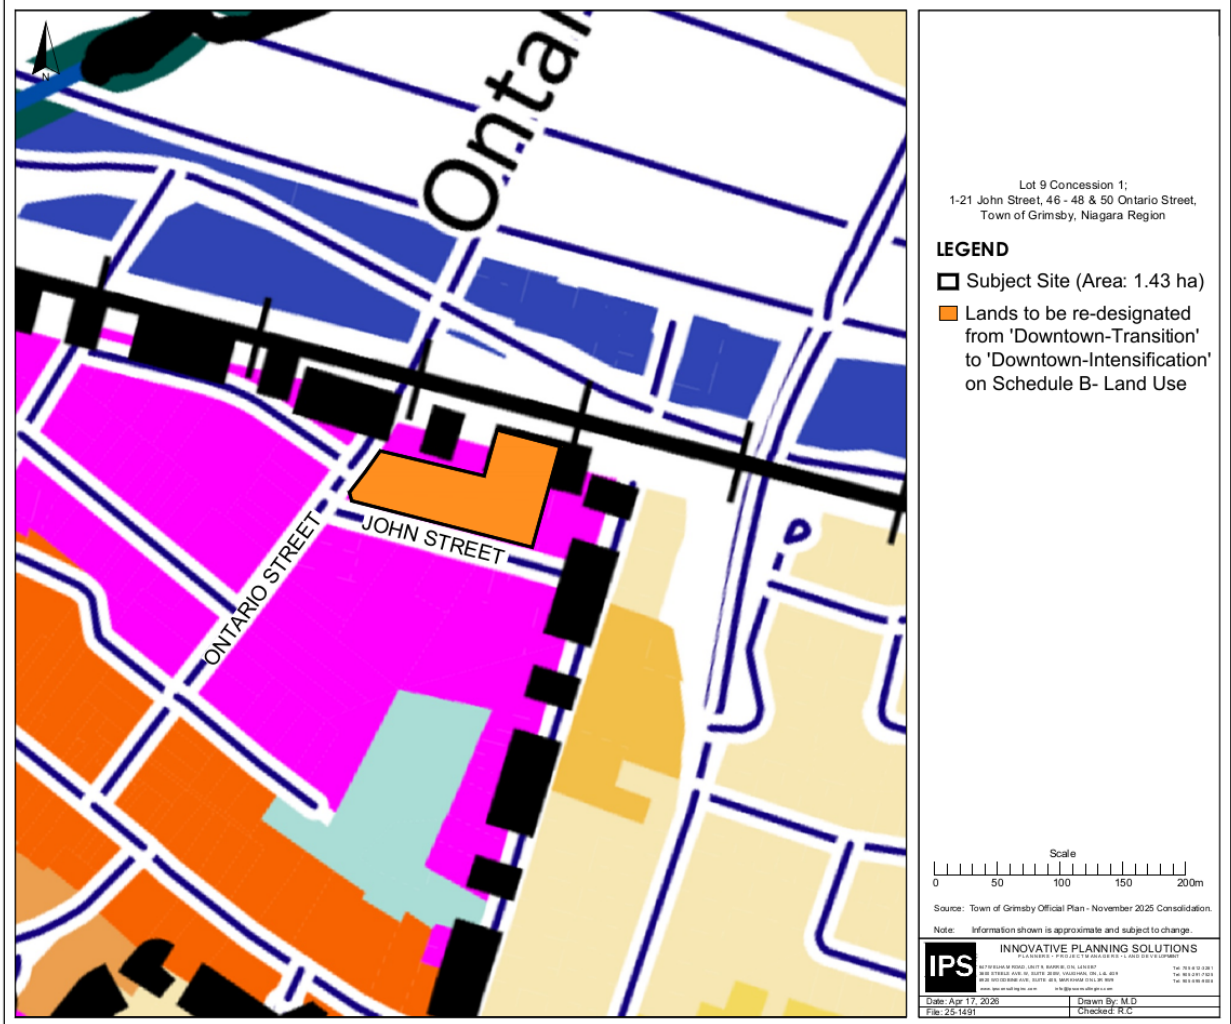 N
Ontar
JOHN STREET
ONTARIO STREET
Lot 9 Concession 1;
1-21 John Street, 46 - 48 & 50 Ontario Street,
Town of Grimsby, Niagara Region
LEGEND
Subject Site (Area: 1.43 ha)
Lands to be re-designated
from 'Downtown-Transition'
to 'Downtown-Intensification'
on Schedule B- Land Use
Scale
0 50 100 150 200m
Source: Town of Grimsby Official Plan - November 2025 Consolidation.
Note: Information shown is approximate and subject to change.
IPS
INNOVATIVE PLANNING SOLUTIONS
PLANNERS • PROJECT MANAGERS • LAND DEVELOPMENT
Date: Apr 17, 2026 Drawn By: M.D
File: 25-1491 Checked: R.C